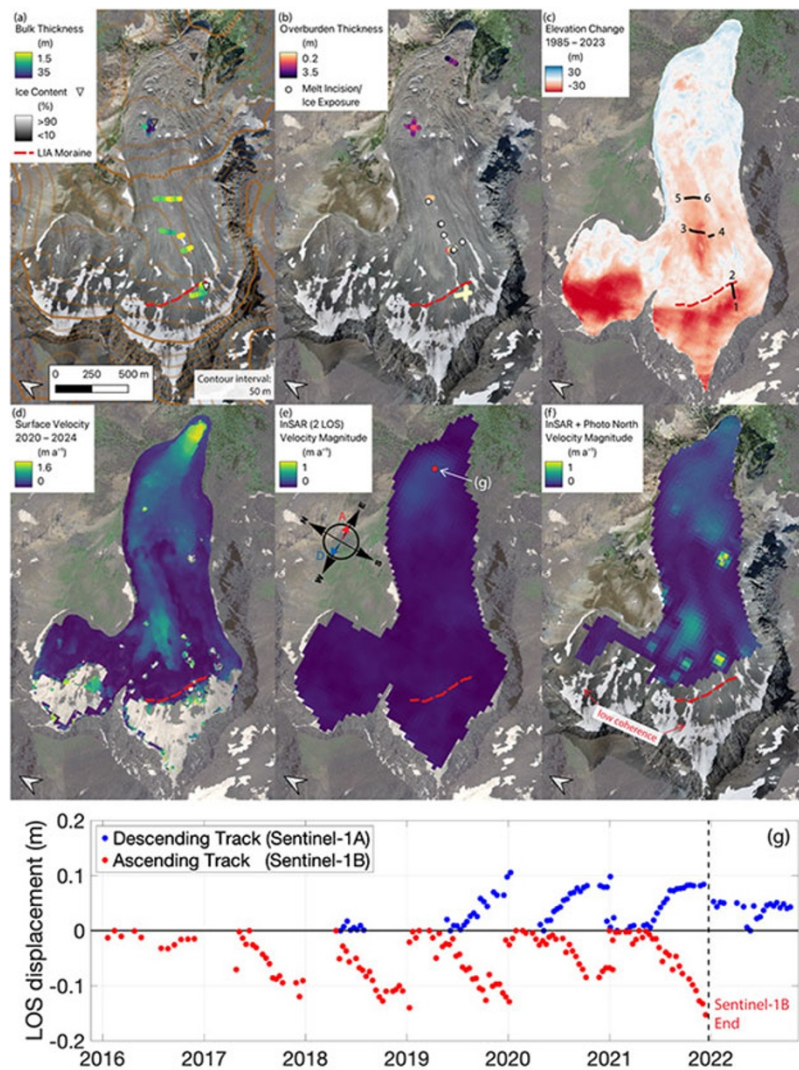 (a)
Bulk Thickness
(m)
1.5
35
Ice Content
(%)
>90
<10
LIA Moraine
0 250 500 m
Contour interval:
50 m
(b)
Overburden Thickness
(m)
0.2
3.5
Melt Incision/
Ice Exposure
(c)
Elevation Change
1985 – 2023
(m)
30
-30
5 6
3 4
2
1
(d)
Surface Velocity
2020 – 2024
(m a⁻¹)
1.6
0
(e)
InSAR (2 LOS)
Velocity Magnitude
(m a⁻¹)
1
0
(g)
N
A
E
D
W
S
(f)
InSAR + Photo North
Velocity Magnitude
(m a⁻¹)
1
0
low coherence
(g)
Descending Track (Sentinel-1A)
Ascending Track (Sentinel-1B)
LOS displacement (m)
0.2
0.1
0
-0.1
-0.2
Sentinel-1B
End
2016 2017 2018 2019 2020 2021 2022